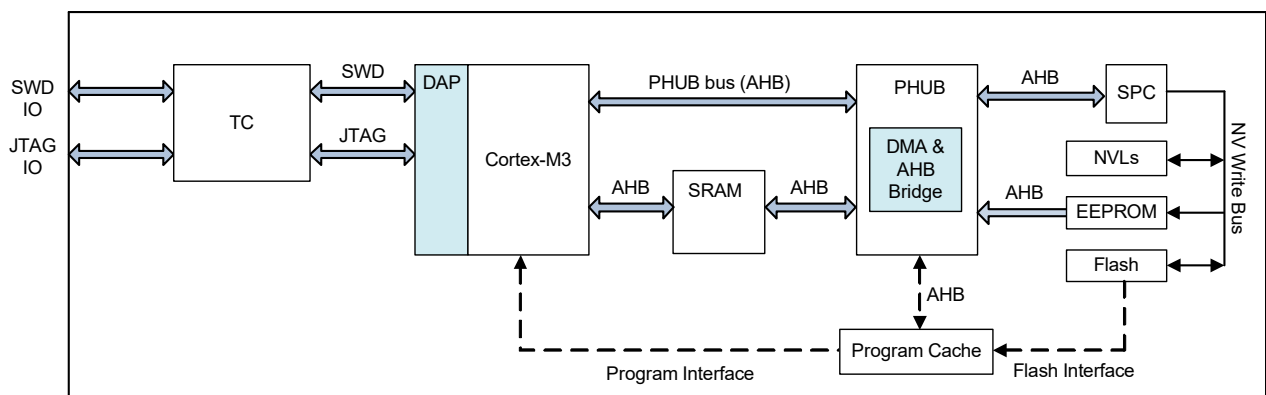 SWD
IO
JTAG
IO
TC
SWD
JTAG
DAP
Cortex-M3
PHUB bus (AHB)
AHB
SRAM
AHB
PHUB
DMA &
AHB
Bridge
AHB
SPC
NVLs
AHB
EEPROM
Flash
NV Write Bus
AHB
Program Cache
Program Interface
Flash Interface